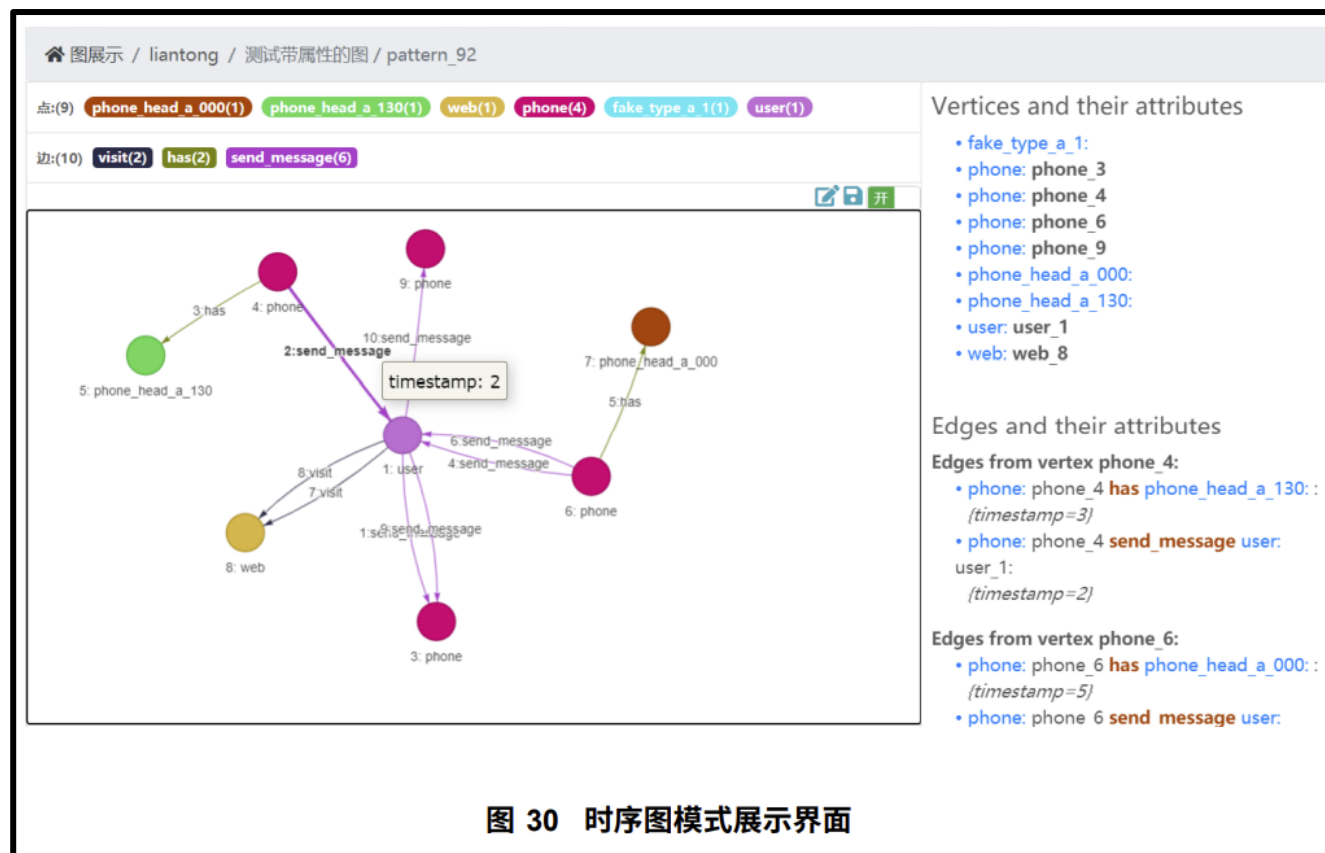 图展示 / liantong / 测试带属性的图 / pattern_92
点:(9) phone_head_a_000(1) phone_head_a_130(1) web(1) phone(4) fake_type_a_1(1) user(1)
边:(10) visit(2) has(2) send_message(6)
开
9: phone
4: phone
3:has
10:send_message
2:send_message
7: phone_head_a_000
timestamp: 2
5: phone_head_a_130
5:has
6:send_message
4:send_message
1: user
8:visit
7:visit
6: phone
9:send_message
1:send_message
8: web
3: phone
Vertices and their attributes
• fake_type_a_1:
• phone: phone_3
• phone: phone_4
• phone: phone_6
• phone: phone_9
• phone_head_a_000:
• phone_head_a_130:
• user: user_1
• web: web_8
Edges and their attributes
Edges from vertex phone_4:
• phone: phone_4 has phone_head_a_130: :
{timestamp=3}
• phone: phone_4 send_message user:
user_1:
{timestamp=2}
Edges from vertex phone_6:
• phone: phone_6 has phone_head_a_000: :
{timestamp=5}
• phone: phone_6 send_message user:
图 30 时序图模式展示界面